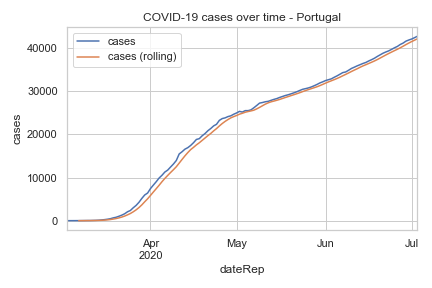 COVID-19 cases over time - Portugal
cases
cases (rolling)
40000
30000
20000
10000
0
cases
Apr
2020
May
Jun
Jul
dateRep